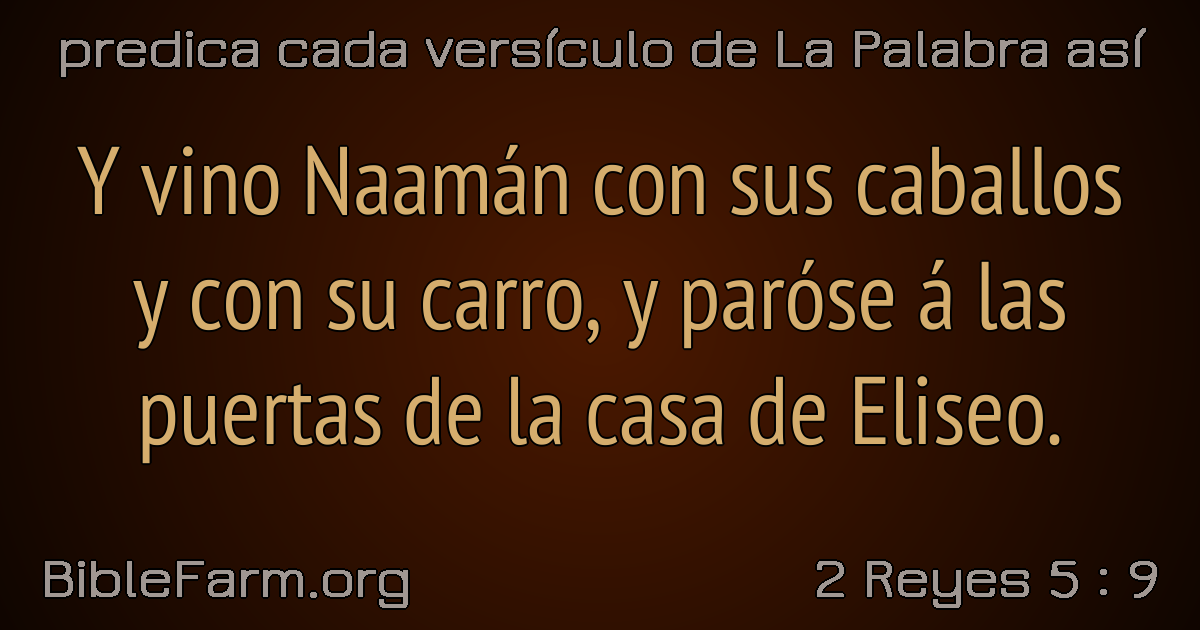 predica cada versículo de La Palabra así
Y vino Naamán con sus caballos
y con su carro, y paróse á las
puertas de la casa de Eliseo.
BibleFarm.org
2 Reyes 5 : 9